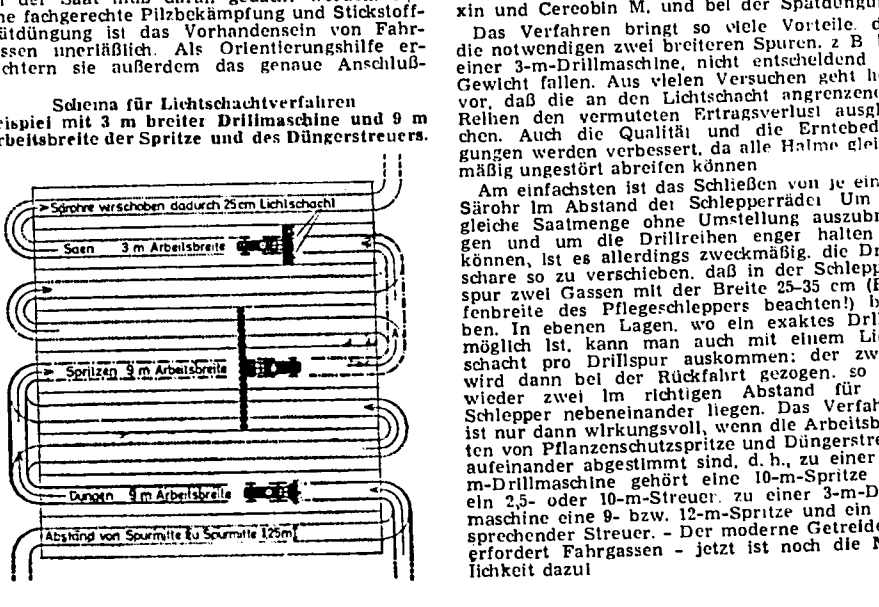 ne fachgerechte Pilzbekämpfung und Stickstoff-
ätdüngung ist das Vorhandensein von Fahr-
ssen unerläßlich. Als Orientierungshilfe er-
chtern sie außerdem das genaue Anschluß-
Schema für Lichtschachtverfahren
eispiel mit 3 m breiter Drillmaschine und 9 m
rbeitsbreite der Spritze und des Düngerstreuers.
Särohre verschoben dadurch 25cm Lichtschacht
Saen 3 m Arbeitsbreite
Spritzen 9 m Arbeitsbreite
Dungen 9 m Arbeitsbreite
Abstand von Spurmitte zu Spurmitte 1,25m
xin und Cercobin M, und bei der Spätdüngun
Das Verfahren bringt so viele Vorteile, d
die notwendigen zwei breiteren Spuren, z B
einer 3-m-Drillmaschine, nicht entscheidend
Gewicht fallen. Aus vielen Versuchen geht he
vor, daß die an den Lichtschacht angrenzend
Reihen den vermuteten Ertragsverlust ausgl
chen. Auch die Qualität und die Erntebed
gungen werden verbessert, da alle Halme glei
mäßig ungestört abreifen können
Am einfachsten ist das Schließen von je ein
Särohr im Abstand der Schlepperräder Um
gleiche Saatmenge ohne Umstellung auszubr
gen und um die Drillreihen enger halten
können, ist es allerdings zweckmäßig, die Dr
schare so zu verschieben, daß in der Schlepp
spur zwei Gassen mit der Breite 25–35 cm (R
fenbreite des Pflegeschleppers beachten!) b
ben. In ebenen Lagen, wo ein exaktes Dril
möglich ist, kann man auch mit einem Li
schacht pro Drillspur auskommen; der zw
wird dann bei der Rückfahrt gezogen, so
wieder zwei im richtigen Abstand für
Schlepper nebeneinander liegen. Das Verfah
ist nur dann wirkungsvoll, wenn die Arbeitsb
ten von Pflanzenschutzspritze und Düngerstre
aufeinander abgestimmt sind, d. h., zu einer
m-Drillmaschine gehört eine 10-m-Spritze
ein 2,5- oder 10-m-Streuer, zu einer 3-m-D
maschine eine 9- bzw. 12-m-Spritze und ein
sprechender Streuer. – Der moderne Getreide
erfordert Fahrgassen – jetzt ist noch die M
lichkeit dazu!